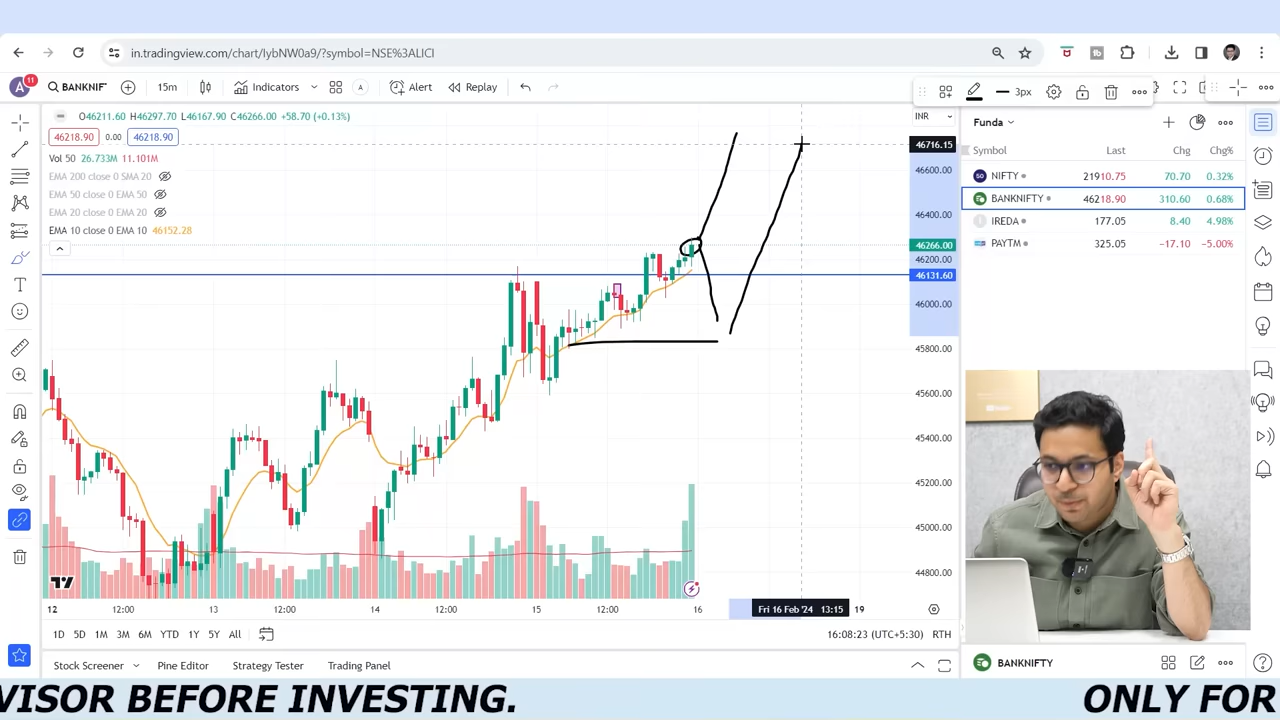 in.tradingview.com/chart/IybNW0a9/?symbol=NSE%3ALICI
A 11 BANKNIF 15m Indicators A Alert Replay 3px
O46211.60 H46297.70 L46167.90 C46266.00 +58.70 (+0.13%) INR
46218.90 0.00 46218.90
Vol 50 26.733M 11.101M
EMA 200 close 0 SMA 20
EMA 50 close 0 EMA 50
EMA 20 close 0 EMA 20
EMA 10 close 0 EMA 10 46152.28
46716.15
46600.00
46400.00
46266.00
46200.00
46131.60
46000.00
45800.00
45600.00
45400.00
45200.00
45000.00
44800.00
12 12:00 13 12:00 14 12:00 15 12:00 16 Fri 16 Feb '24 13:15 19
1D 5D 1M 3M 6M YTD 1Y 5Y All 16:08:23 (UTC+5:30) RTH
Stock Screener Pine Editor Strategy Tester Trading Panel
Funda
Symbol Last Chg Chg%
50 NIFTY 21910.75 70.70 0.32%
BANKNIFTY 46218.90 310.60 0.68%
IREDA 177.05 8.40 4.98%
PAYTM 325.05 -17.10 -5.00%
BANKNIFTY
VISOR BEFORE INVESTING. ONLY FOR